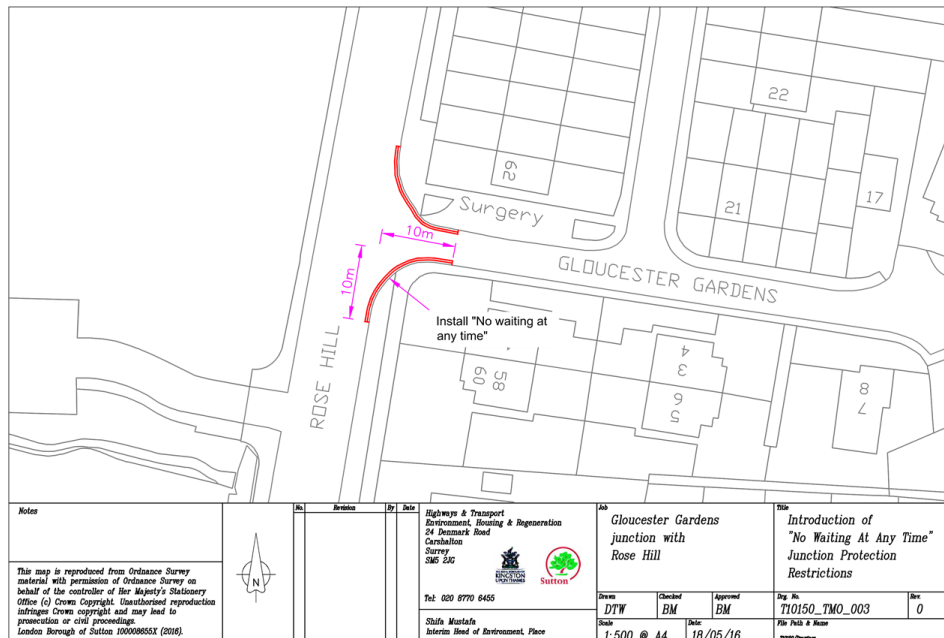 22
62
17
Surgery
21
10m
GLOUCESTER GARDENS
10m
Install "No waiting at
any time"
ROSE HILL
58
60
4
3
6
5
8
7
Notes
This map is reproduced from Ordnance Survey
material with permission of Ordnance Survey on
behalf of the controller of Her Majesty's Stationery
Office (c) Crown Copyright. Unauthorised reproduction
infringes Crown copyright and may lead to
prosecution or civil proceedings.
London Borough of Sutton 100008655X (2016).
N
No. Revision By Date
Highways & Transport
Environment, Housing & Regeneration
24 Denmark Road
Carshalton
Surrey
SM5 2JG
KINGSTON
UPON THAMES
Sutton
Tel: 020 8770 6455
Shifa Mustafa
Interim Head of Environment, Place
Job
Gloucester Gardens
junction with
Rose Hill
Title
Introduction of
"No Waiting At Any Time"
Junction Protection
Restrictions
Drawn Checked Approved
DTW BM BM
Drg. No. Rev.
T10150_TMO_003 0
Scale Date:
1:500 @ A4 18/05/16
File Path & Name